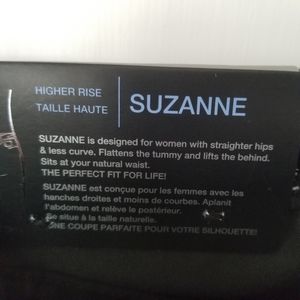 HIGHER RISE
TAILLE HAUTE
SUZANNE
SUZANNE is designed for women with straighter hips
& less curve. Flattens the tummy and lifts the behind.
Sits at your natural waist.
THE PERFECT FIT FOR LIFE!
SUZANNE est conçue pour les femmes avec les
hanches droites et moins de courbes. Aplanit
l'abdomen et relève le postérieur.
Se situe à la taille naturelle.
UNE COUPE PARFAITE POUR VOTRE SILHOUETTE!